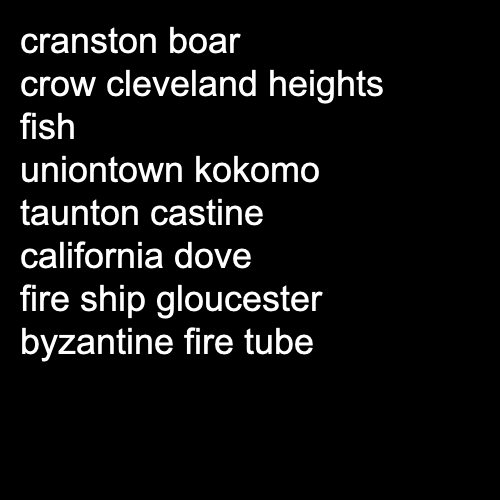 cranston boar
crow cleveland heights
fish
uniontown kokomo
taunton castine
california dove
fire ship gloucester
byzantine fire tube